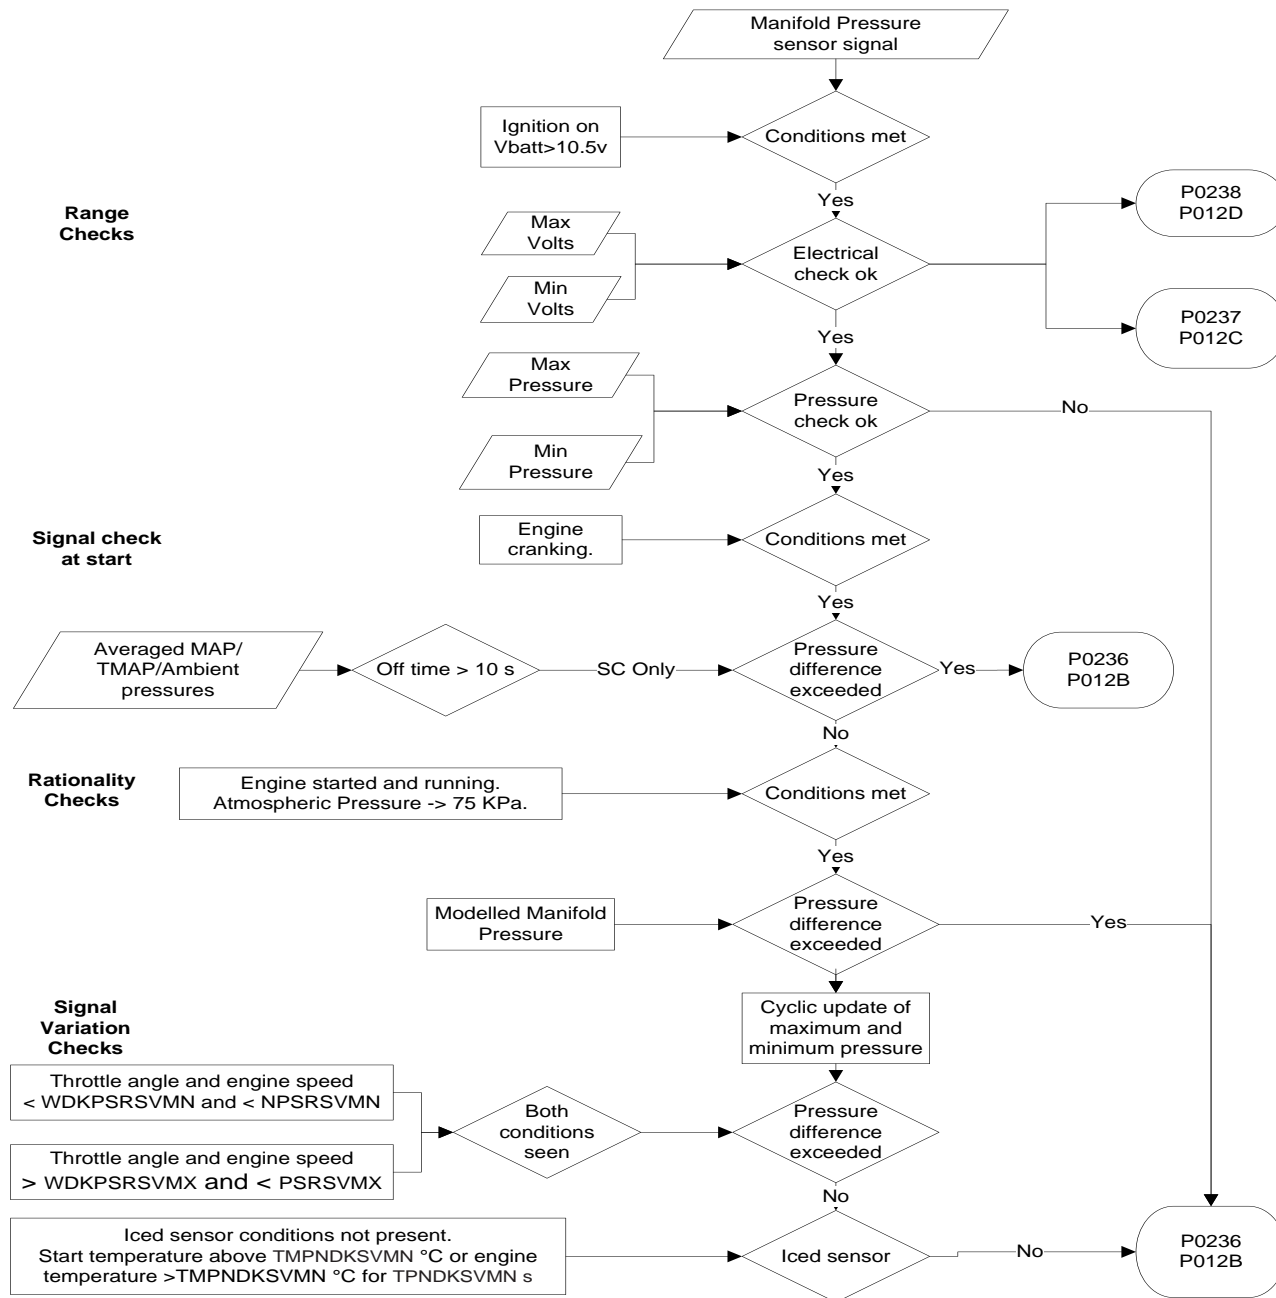 Manifold Pressure
sensor signal
Ignition on
Vbatt>10.5v
Conditions met
Yes
P0238
P012D
Range
Checks
Max
Volts
Min
Volts
Electrical
check ok
P0237
P012C
Yes
Max
Pressure
Min
Pressure
Pressure
check ok
No
Yes
Signal check
at start
Engine
cranking.
Conditions met
Yes
Averaged MAP/
TMAP/Ambient
pressures
Off time > 10 s
SC Only
Pressure
difference
exceeded
Yes
P0236
P012B
No
Rationality
Checks
Engine started and running.
Atmospheric Pressure -> 75 KPa.
Conditions met
Yes
Modelled Manifold
Pressure
Pressure
difference
exceeded
Yes
Signal
Variation
Checks
Cyclic update of
maximum and
minimum pressure
Throttle angle and engine speed
< WDKPSRSVMN and < NPSRSVMN
Throttle angle and engine speed
> WDKPSRSVMX and < PSRSVMX
Both
conditions
seen
Pressure
difference
exceeded
No
Iced sensor conditions not present.
Start temperature above TMPNDKSVMN °C or engine
temperature >TMPNDKSVMN °C for TPNDKSVMN s
Iced sensor
No
P0236
P012B